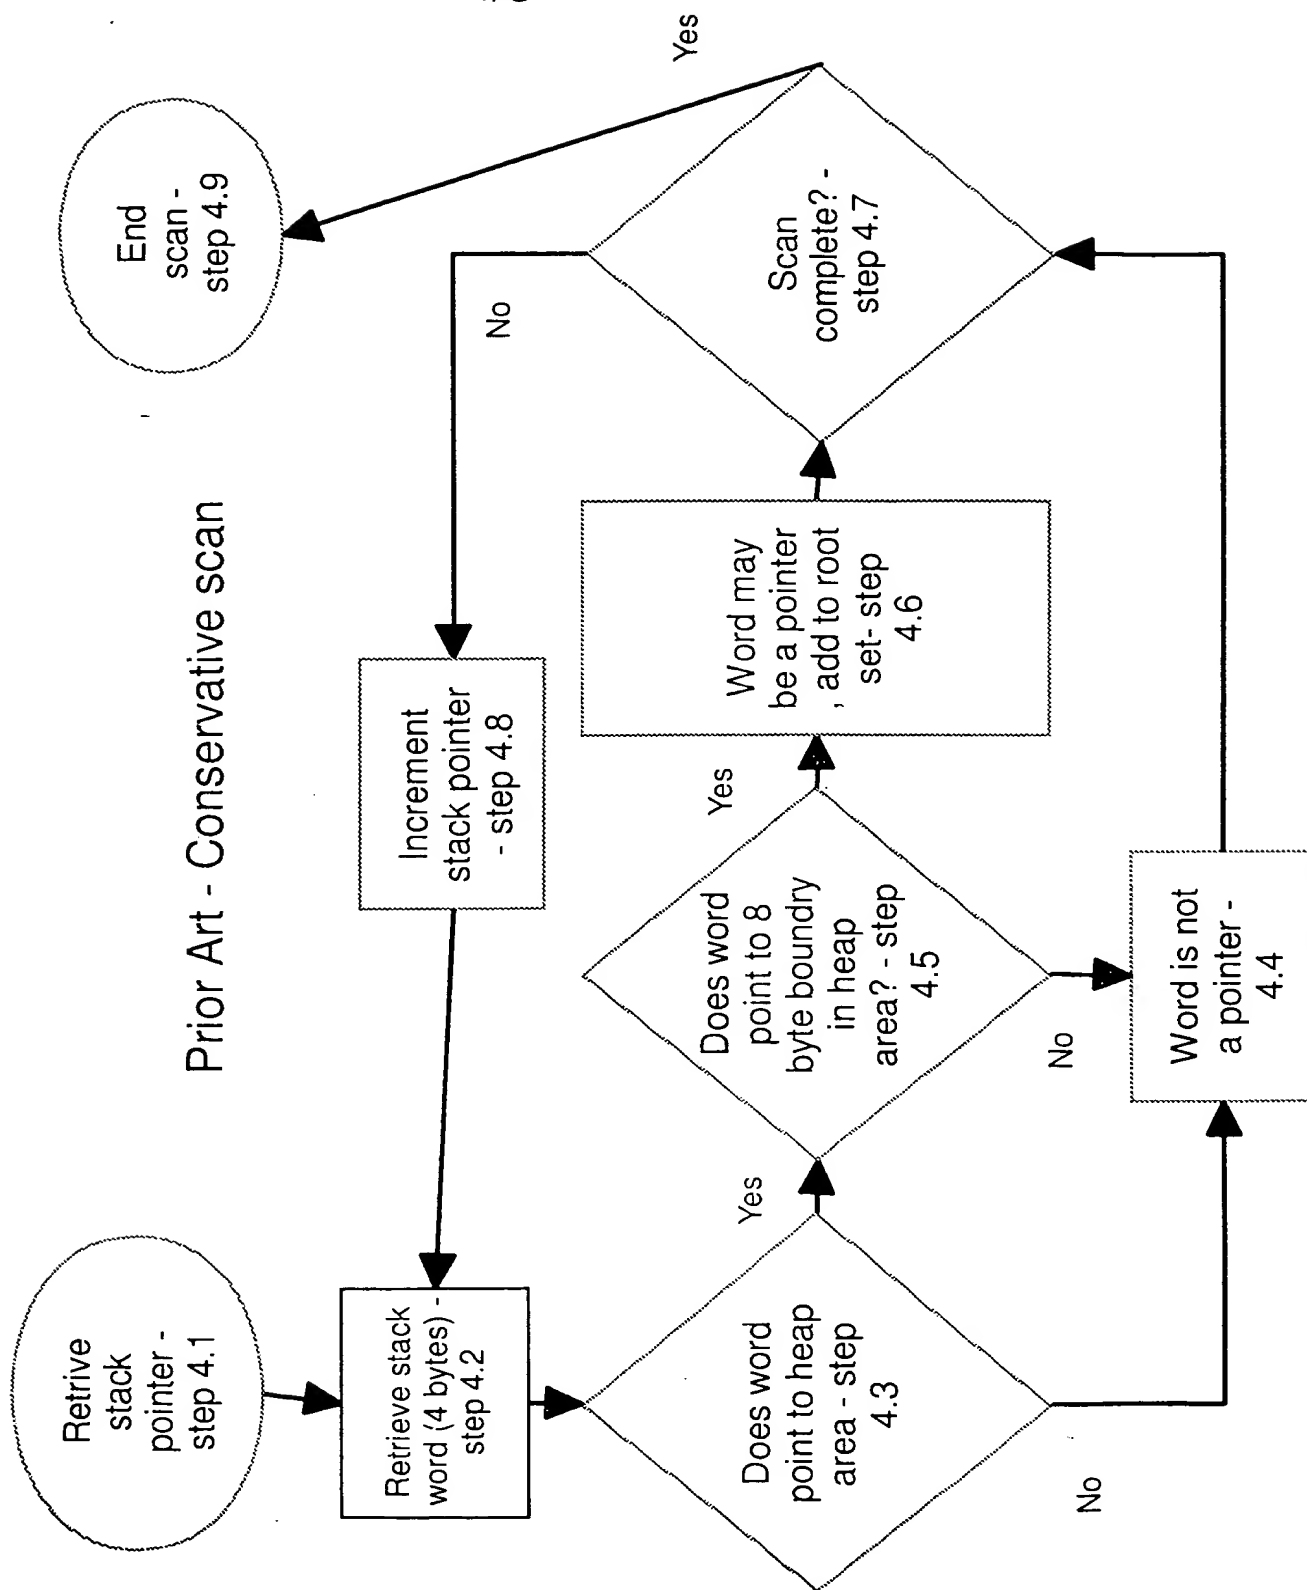 Prior Art - Conservative scan
Retrive
stack
pointer -
step 4.1
Retrieve stack
word (4 bytes) -
step 4.2
Does word
point to heap
area - step
4.3
Yes
No
Does word
point to 8
byte boundry
in heap
area? - step
4.5
Yes
No
Word is not
a pointer -
4.4
Word may
be a pointer
, add to root
set- step
4.6
Scan
complete? -
step 4.7
No
Yes
Increment
stack pointer
- step 4.8
End
scan -
step 4.9